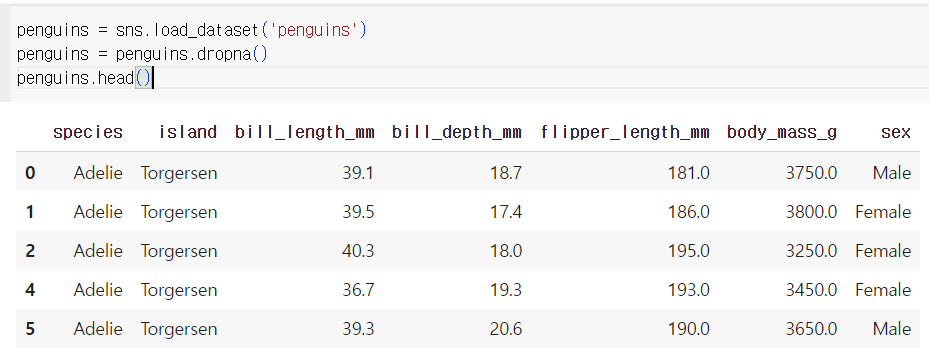 penguins = sns.load_dataset('penguins')
penguins = penguins.dropna()
penguins.head()
species island bill_length_mm bill_depth_mm flipper_length_mm body_mass_g sex
0 Adelie Torgersen 39.1 18.7 181.0 3750.0 Male
1 Adelie Torgersen 39.5 17.4 186.0 3800.0 Female
2 Adelie Torgersen 40.3 18.0 195.0 3250.0 Female
4 Adelie Torgersen 36.7 19.3 193.0 3450.0 Female
5 Adelie Torgersen 39.3 20.6 190.0 3650.0 Male